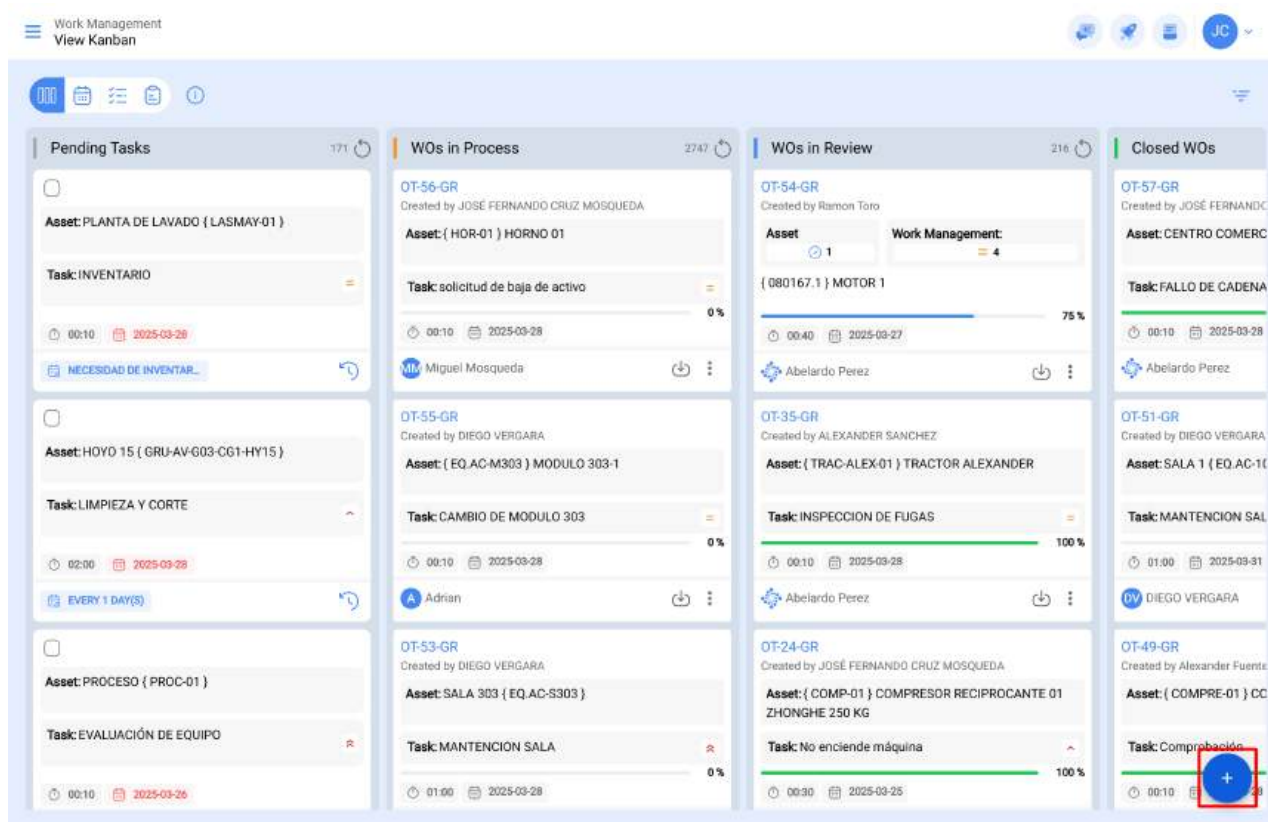 Work Management
View Kanban
JC
Pending Tasks
171
Asset: PLANTA DE LAVADO { LASMAY-01 }
Task: INVENTARIO
00:10
2025-03-28
NECESIDAD DE INVENTAR...
Asset: HOYO 15 { GRU-AV-G03-CG1-HY15 }
Task: LIMPIEZA Y CORTE
02:00
2025-03-28
EVERY 1 DAY(S)
Asset: PROCESO { PROC-01 }
Task: EVALUACIÓN DE EQUIPO
00:10
2025-03-26
WOs in Process
2747
OT-56-GR
Created by JOSÉ FERNANDO CRUZ MOSQUEDA
Asset: { HOR-01 } HORNO 01
Task: solicitud de baja de activo
0 %
00:10
2025-03-28
MM Miguel Mosqueda
OT-55-GR
Created by DIEGO VERGARA
Asset: { EQ.AC-M303 } MODULO 303-1
Task: CAMBIO DE MODULO 303
0 %
00:10
2025-03-28
A Adrian
OT-53-GR
Created by DIEGO VERGARA
Asset: SALA 303 { EQ.AC-S303 }
Task: MANTENCION SALA
0 %
01:00
2025-03-28
WOs in Review
216
OT-54-GR
Created by Ramon Toro
Asset
Work Management:
1
4
{ 080167.1 } MOTOR 1
75 %
00:40
2025-03-27
Abelardo Perez
OT-35-GR
Created by ALEXANDER SANCHEZ
Asset: { TRAC-ALEX-01 } TRACTOR ALEXANDER
Task: INSPECCION DE FUGAS
100 %
00:10
2025-03-28
Abelardo Perez
OT-24-GR
Created by JOSÉ FERNANDO CRUZ MOSQUEDA
Asset: { COMP-01 } COMPRESOR RECIPROCANTE 01
ZHONGHE 250 KG
Task: No enciende máquina
100 %
00:30
2025-03-25
Closed WOs
OT-57-GR
Created by JOSÉ FERNAND
Asset: CENTRO COMERC
Task: FALLO DE CADENA
00:10
2025-03-28
Abelardo Perez
OT-51-GR
Created by DIEGO VERGARA
Asset: SALA 1 { EQ.AC-1
Task: MANTENCION SAL
01:00
2025-03-31
DV DIEGO VERGARA
OT-49-GR
Created by Alexander Fuente
Asset: { COMPRE-01 } CC
Task: Comprobación
00:10
+